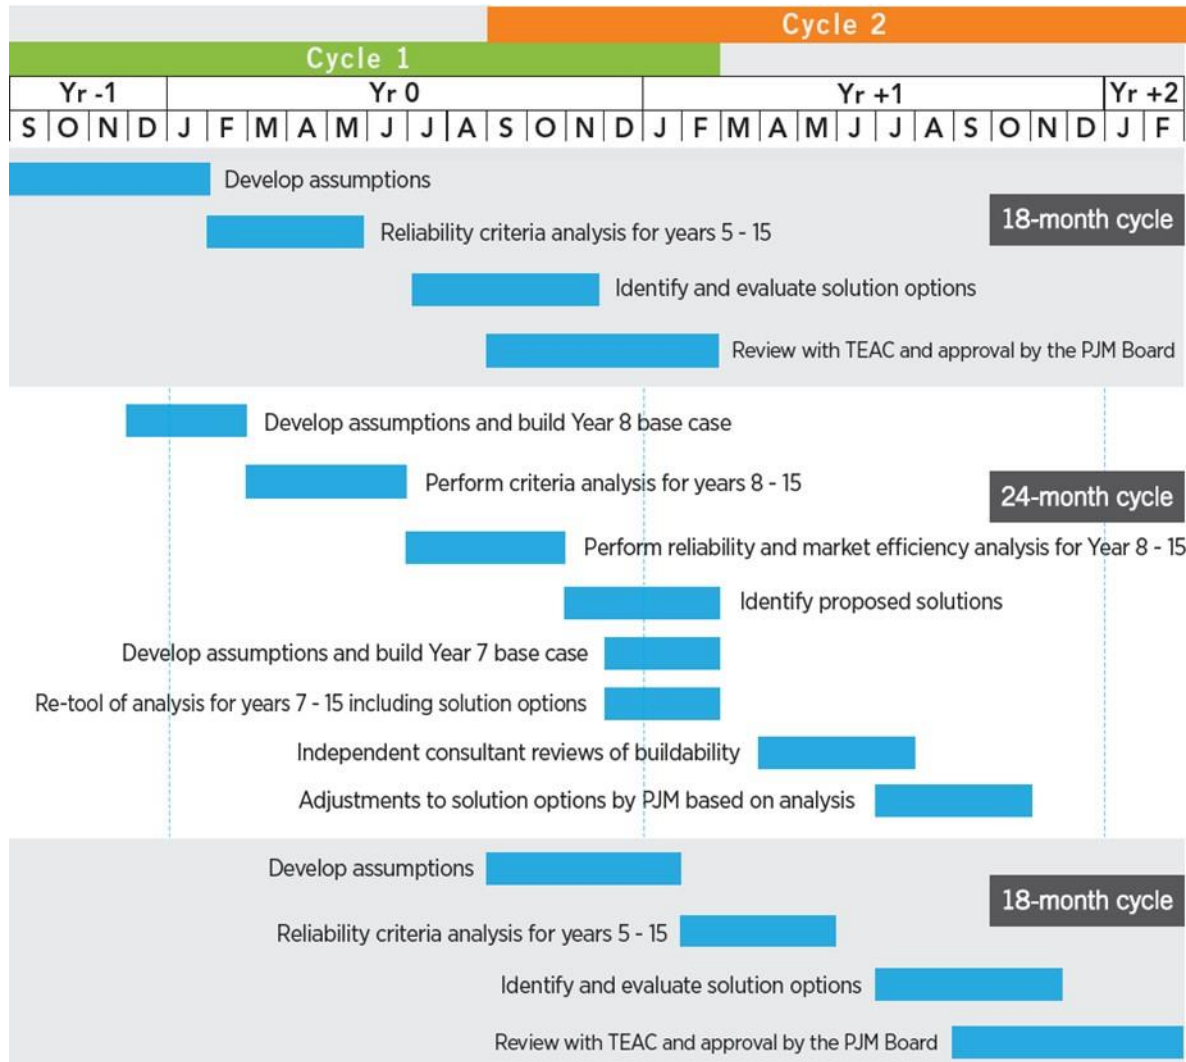 Cycle 2
Cycle 1
Yr -1 Yr 0 Yr +1 Yr +2
S O N D J F M A M J J A S O N D J F M A M J J A S O N D J F
Develop assumptions
18-month cycle
Reliability criteria analysis for years 5 - 15
Identify and evaluate solution options
Review with TEAC and approval by the PJM Board
Develop assumptions and build Year 8 base case
Perform criteria analysis for years 8 - 15
24-month cycle
Perform reliability and market efficiency analysis for Year 8 - 15
Identify proposed solutions
Develop assumptions and build Year 7 base case
Re-tool of analysis for years 7 - 15 including solution options
Independent consultant reviews of buildability
Adjustments to solution options by PJM based on analysis
Develop assumptions
18-month cycle
Reliability criteria analysis for years 5 - 15
Identify and evaluate solution options
Review with TEAC and approval by the PJM Board